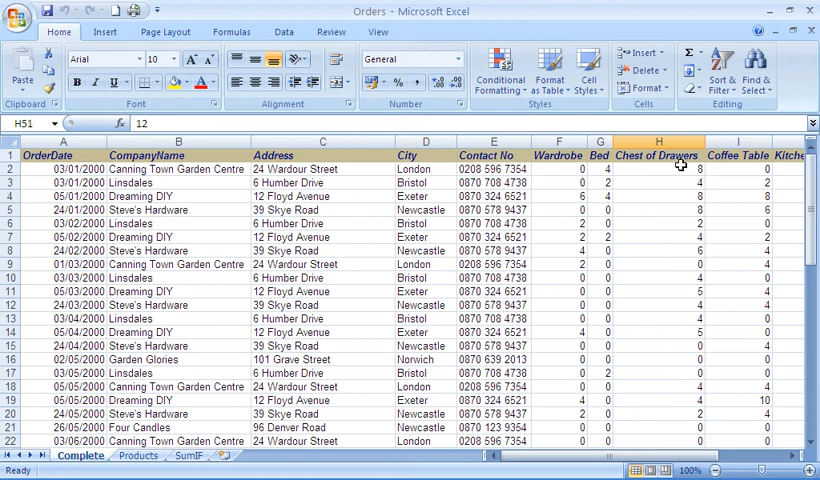 Orders - Microsoft Excel
Home Insert Page Layout Formulas Data Review View
Paste Arial 10 General Conditional Formatting Format as Table Cell Styles Insert Delete Format Sort & Filter Find & Select
Clipboard Font Alignment Number Styles Cells Editing
H51 fx 12
A B C D E F G H I
1 OrderDate CompanyName Address City Contact No Wardrobe Bed Chest of Drawers Coffee Table Kitche
2 03/01/2000 Canning Town Garden Centre 24 Wardour Street London 0208 596 7354 0 4 8 0
3 03/01/2000 Linsdales 6 Humber Drive Bristol 0870 708 4738 0 2 4 2
4 05/01/2000 Dreaming DIY 12 Floyd Avenue Exeter 0870 324 6521 6 4 8 8
5 24/01/2000 Steve's Hardware 39 Skye Road Newcastle 0870 578 9437 0 0 8 6
6 03/02/2000 Linsdales 6 Humber Drive Bristol 0870 708 4738 2 0 2 0
7 05/02/2000 Dreaming DIY 12 Floyd Avenue Exeter 0870 324 6521 2 2 4 2
8 24/02/2000 Steve's Hardware 39 Skye Road Newcastle 0870 578 9437 4 0 6 4
9 01/03/2000 Canning Town Garden Centre 24 Wardour Street London 0208 596 7354 2 0 0 0
10 03/03/2000 Linsdales 6 Humber Drive Bristol 0870 708 4738 0 0 4 0
11 05/03/2000 Dreaming DIY 12 Floyd Avenue Exeter 0870 324 6521 0 0 5 4
12 24/03/2000 Steve's Hardware 39 Skye Road Newcastle 0870 578 9437 0 0 4 4
13 03/04/2000 Linsdales 6 Humber Drive Bristol 0870 708 4738 0 0 4 0
14 05/04/2000 Dreaming DIY 12 Floyd Avenue Exeter 0870 324 6521 4 0 5 0
15 24/04/2000 Steve's Hardware 39 Skye Road Newcastle 0870 578 9437 0 0 0 4
16 02/05/2000 Garden Glories 101 Grave Street Norwich 0870 639 2013 0 0 0 0
17 03/05/2000 Linsdales 6 Humber Drive Bristol 0870 708 4738 0 2 0 0
18 05/05/2000 Canning Town Garden Centre 24 Wardour Street London 0208 596 7354 0 0 4 4
19 05/05/2000 Dreaming DIY 12 Floyd Avenue Exeter 0870 324 6521 4 0 4 10
20 24/05/2000 Steve's Hardware 39 Skye Road Newcastle 0870 578 9437 2 0 2 4
21 26/05/2000 Four Candles 96 Denver Road Newcastle 0870 123 9354 0 0 0 0
22 03/06/2000 Canning Town Garden Centre 24 Wardour Street London 0208 596 7354 0 0 0 0
Complete Products SumIF
Ready 100%